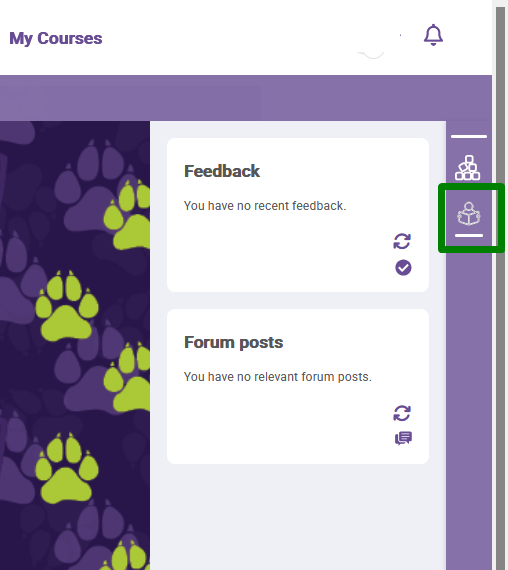 My Courses
Feedback
You have no recent feedback.
Forum posts
You have no relevant forum posts.